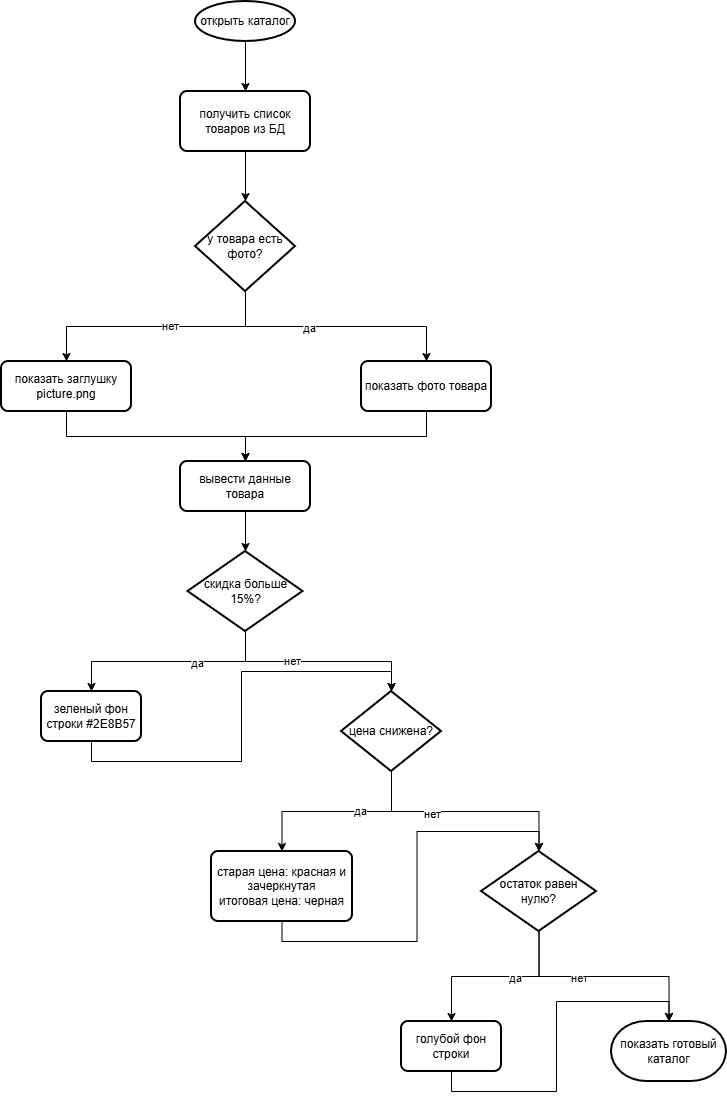 открыть каталог
получить список
товаров из БД
у товара есть
фото?
нет
да
показать заглушку
picture.png
показать фото товара
вывести данные
товара
скидка больше
15%?
да
нет
зеленый фон
строки #2E8B57
цена снижена?
да
нет
старая цена: красная и
зачеркнутая
итоговая цена: черная
остаток равен
нулю?
да
нет
голубой фон
строки
показать готовый
каталог